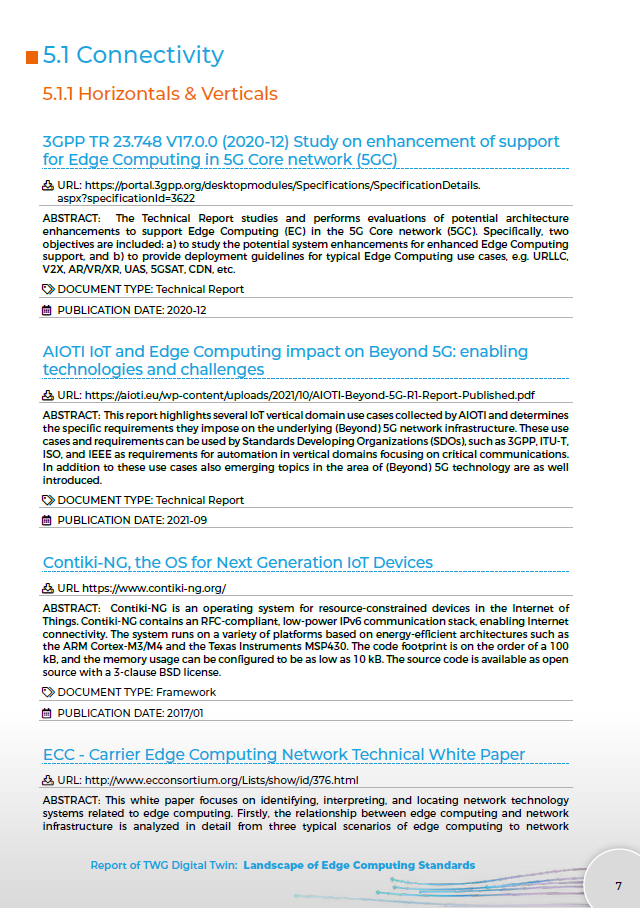 5.1 Connectivity
5.1.1 Horizontals & Verticals
3GPP TR 23.748 V17.0.0 (2020-12) Study on enhancement of support
for Edge Computing in 5G Core network (5GC)
URL: https://portal.3gpp.org/desktopmodules/Specifications/SpecificationDetails.
aspx?specificationId=3622
ABSTRACT: The Technical Report studies and performs evaluations of potential architecture
enhancements to support Edge Computing (EC) in the 5G Core network (5GC). Specifically, two
objectives are included: a) to study the potential system enhancements for enhanced Edge Computing
support, and b) to provide deployment guidelines for typical Edge Computing use cases, e.g. URLLC,
V2X, AR/VR/XR, UAS, 5GSAT, CDN, etc.
DOCUMENT TYPE: Technical Report
PUBLICATION DATE: 2020-12
AIOTI IoT and Edge Computing impact on Beyond 5G: enabling
technologies and challenges
URL: https://aioti.eu/wp-content/uploads/2021/10/AIOTI-Beyond-5G-R1-Report-Published.pdf
ABSTRACT: This report highlights several IoT vertical domain use cases collected by AIOTI and determines
the specific requirements they impose on the underlying (Beyond) 5G network infrastructure. These use
cases and requirements can be used by Standards Developing Organizations (SDOs), such as 3GPP, ITU-T,
ISO, and IEEE as requirements for automation in vertical domains focusing on critical communications.
In addition to these use cases also emerging topics in the area of (Beyond) 5G technology are as well
introduced.
DOCUMENT TYPE: Technical Report
PUBLICATION DATE: 2021-09
Contiki-NG, the OS for Next Generation IoT Devices
URL https://www.contiki-ng.org/
ABSTRACT: Contiki-NG is an operating system for resource-constrained devices in the Internet of
Things. Contiki-NG contains an RFC-compliant, low-power IPv6 communication stack, enabling Internet
connectivity. The system runs on a variety of platforms based on energy-efficient architectures such as
the ARM Cortex-M3/M4 and the Texas Instruments MSP430. The code footprint is on the order of a 100
kB, and the memory usage can be configured to be as low as 10 kB. The source code is available as open
source with a 3-clause BSD license.
DOCUMENT TYPE: Framework
PUBLICATION DATE: 2017/01
ECC - Carrier Edge Computing Network Technical White Paper
URL: http://www.ecconsortium.org/Lists/show/id/376.html
ABSTRACT: This white paper focuses on identifying, interpreting, and locating network technology
systems related to edge computing. Firstly, the relationship between edge computing and network
infrastructure is analyzed in detail from three typical scenarios of edge computing to network
Report of TWG Digital Twin: Landscape of Edge Computing Standards
7